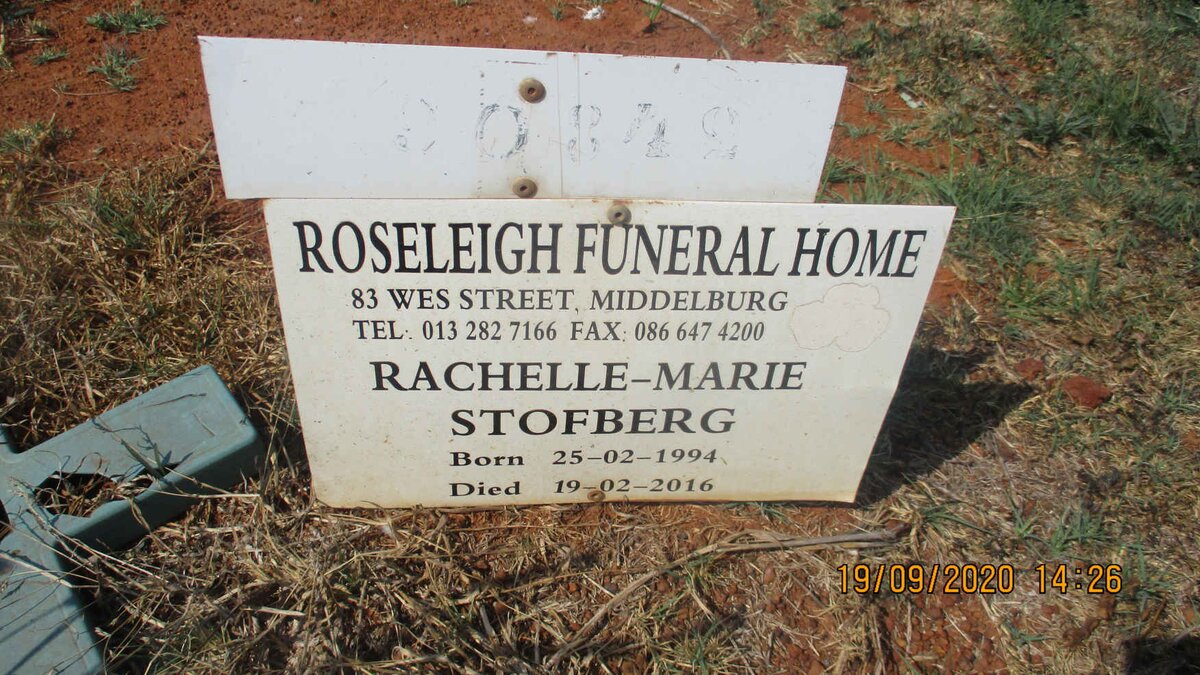 ROSELEIGH FUNERAL HOME
83 WES STREET, MIDDELBURG
TEL: 013 282 7166 FAX: 086 647 4200
RACHELLE-MARIE
STOFBERG
Born 25-02-1994
Died 19-02-2016
19/09/2020 14:26